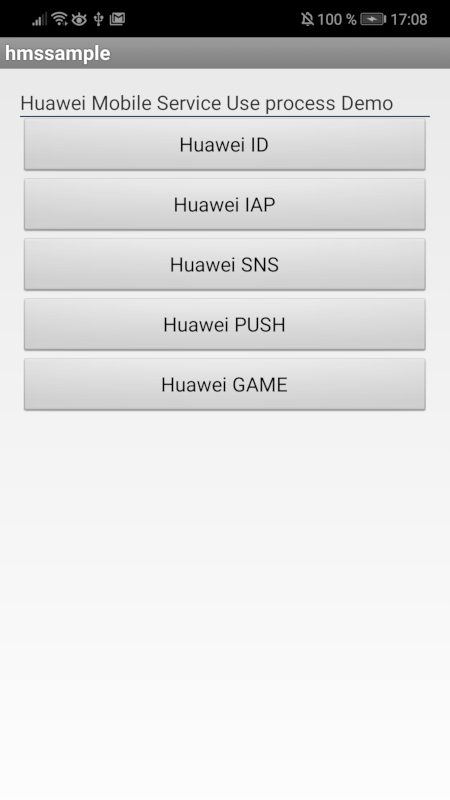 100 % 17:08
hmssample
Huawei Mobile Service Use process Demo
Huawei ID
Huawei IAP
Huawei SNS
Huawei PUSH
Huawei GAME